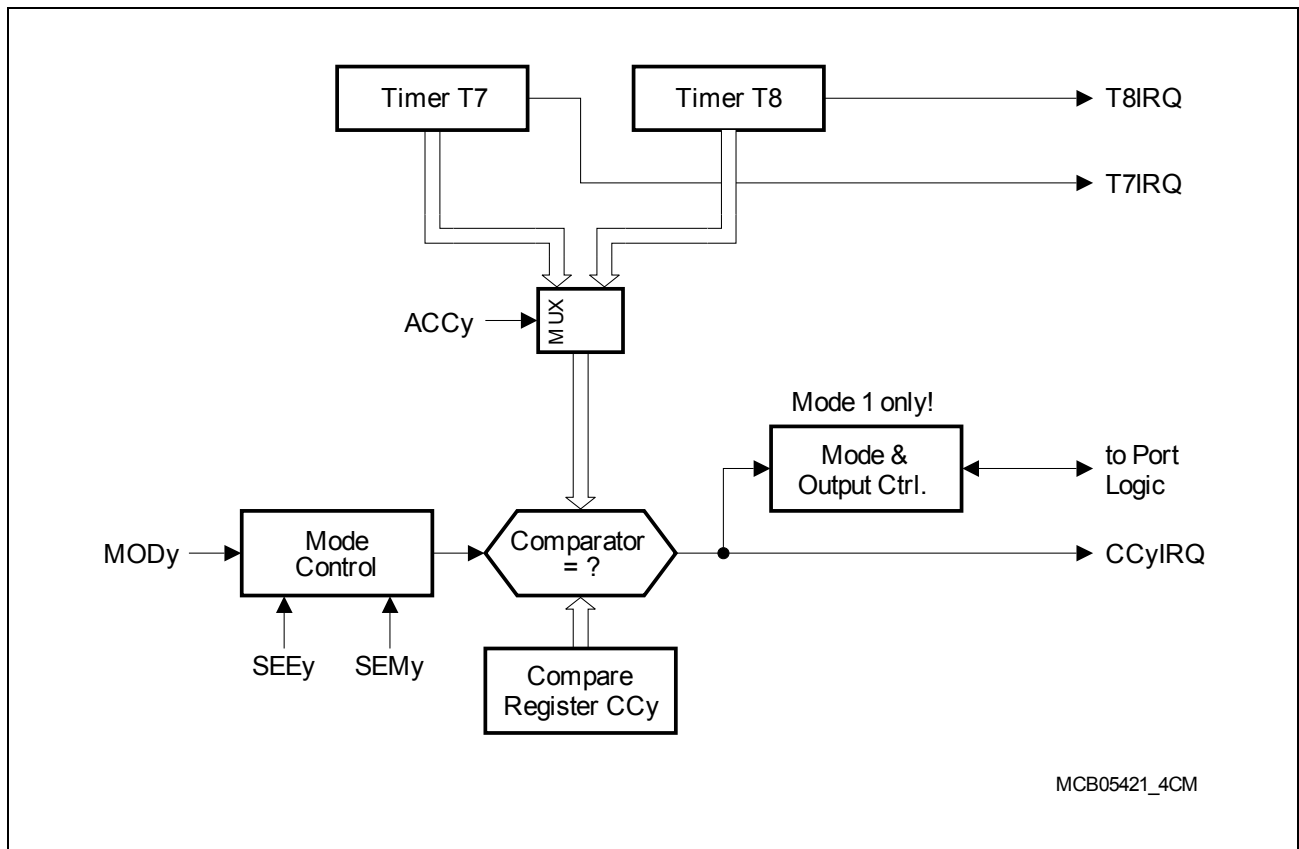 Timer T7
Timer T8
T8IRQ
T7IRQ
ACCy
MUX
Mode 1 only!
Mode &
Output Ctrl.
to Port
Logic
MODy
Mode
Control
Comparator
= ?
CCyIRQ
SEEy
SEMy
Compare
Register CCy
MCB05421_4CM